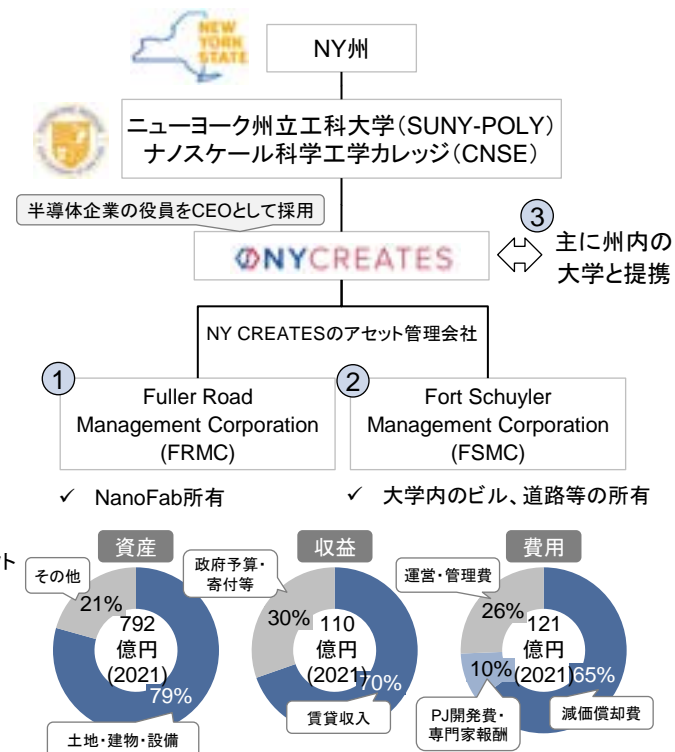 NEW
YORK
STATE
NY州
ニューヨーク州立工科大学(SUNY-POLY)
ナノスケール科学工学カレッジ(CNSE)
半導体企業の役員をCEOとして採用
NYCREATES
③
主に州内の
大学と提携
NY CREATESのアセット管理会社
①
Fuller Road
Management Corporation
(FRMC)
②
Fort Schuyler
Management Corporation
(FSMC)
✓ NanoFab所有
✓ 大学内のビル、道路等の所有
ット
資産
その他
21%
792
億円
(2021)
79%
土地・建物・設備
収益
政府予算・
寄付等
30%
110
億円
(2021)
70%
賃貸収入
費用
運営・管理費
26%
121
億円
(2021)
10%
65%
PJ開発費・
専門家報酬
減価償却費